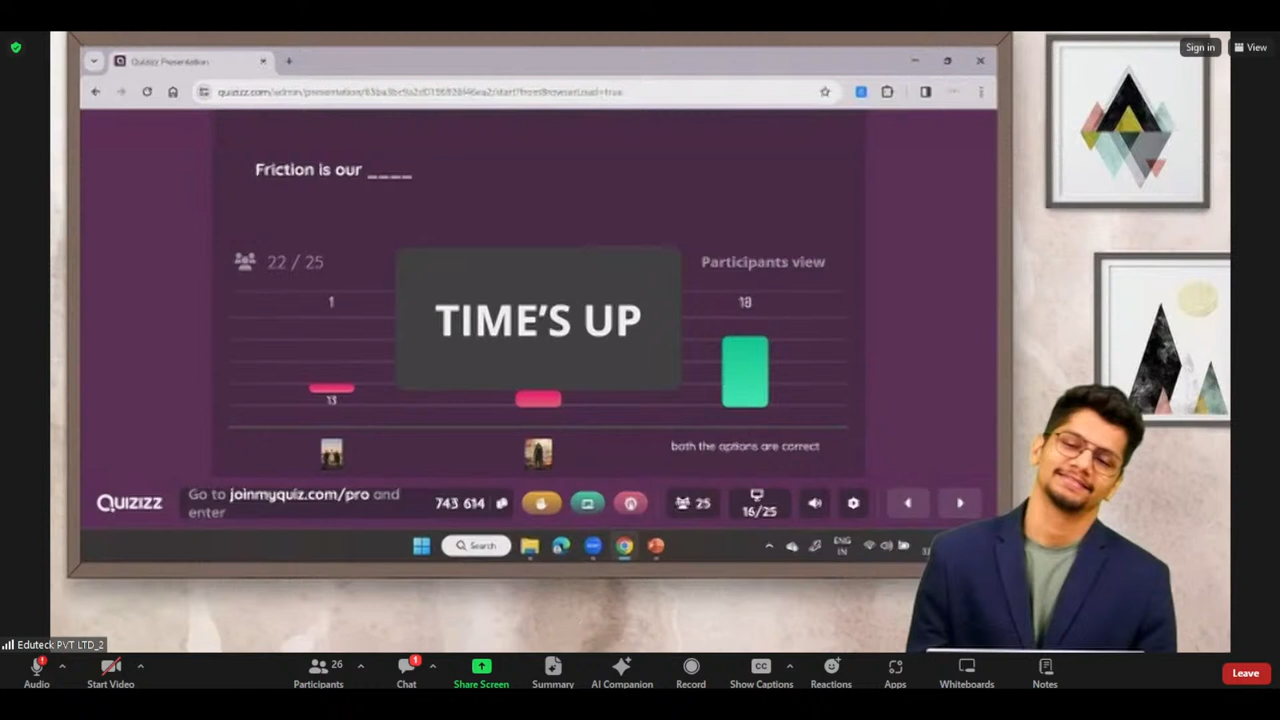 Sign in
View
Quizizz Presentation
Friction is our ____
22 / 25
Participants view
1
18
TIME'S UP
13
both the options are correct
Quizizz
Go to joinmyquiz.com/pro and
enter
743 614
25
16/25
Search
ENG
IN
Eduteck PVT LTD_2
26
1
Audio
Start Video
Participants
Chat
Share Screen
Summary
AI Companion
Record
CC
Show Captions
Reactions
Apps
Whiteboards
Notes
Leave